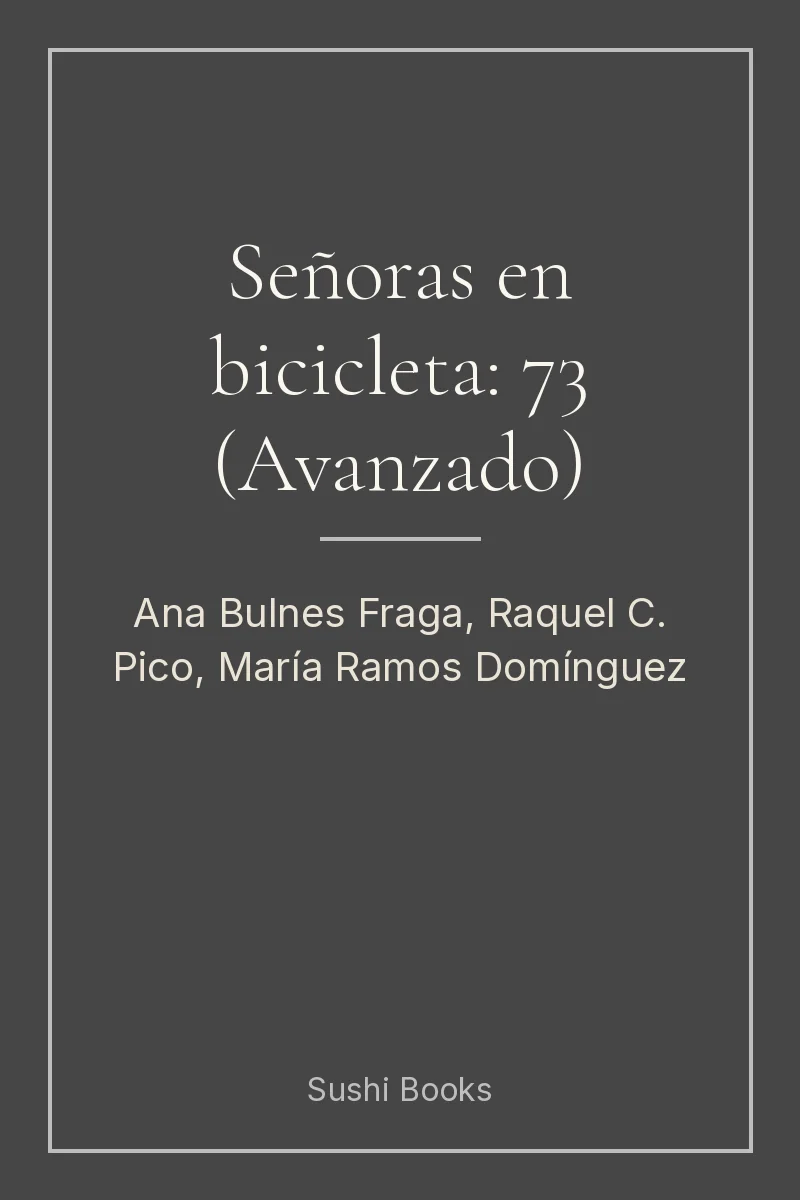 Señoras en
bicicleta: 73
(Avanzado)
Ana Bulnes Fraga, Raquel C.
Pico, María Ramos Domínguez
Sushi Books